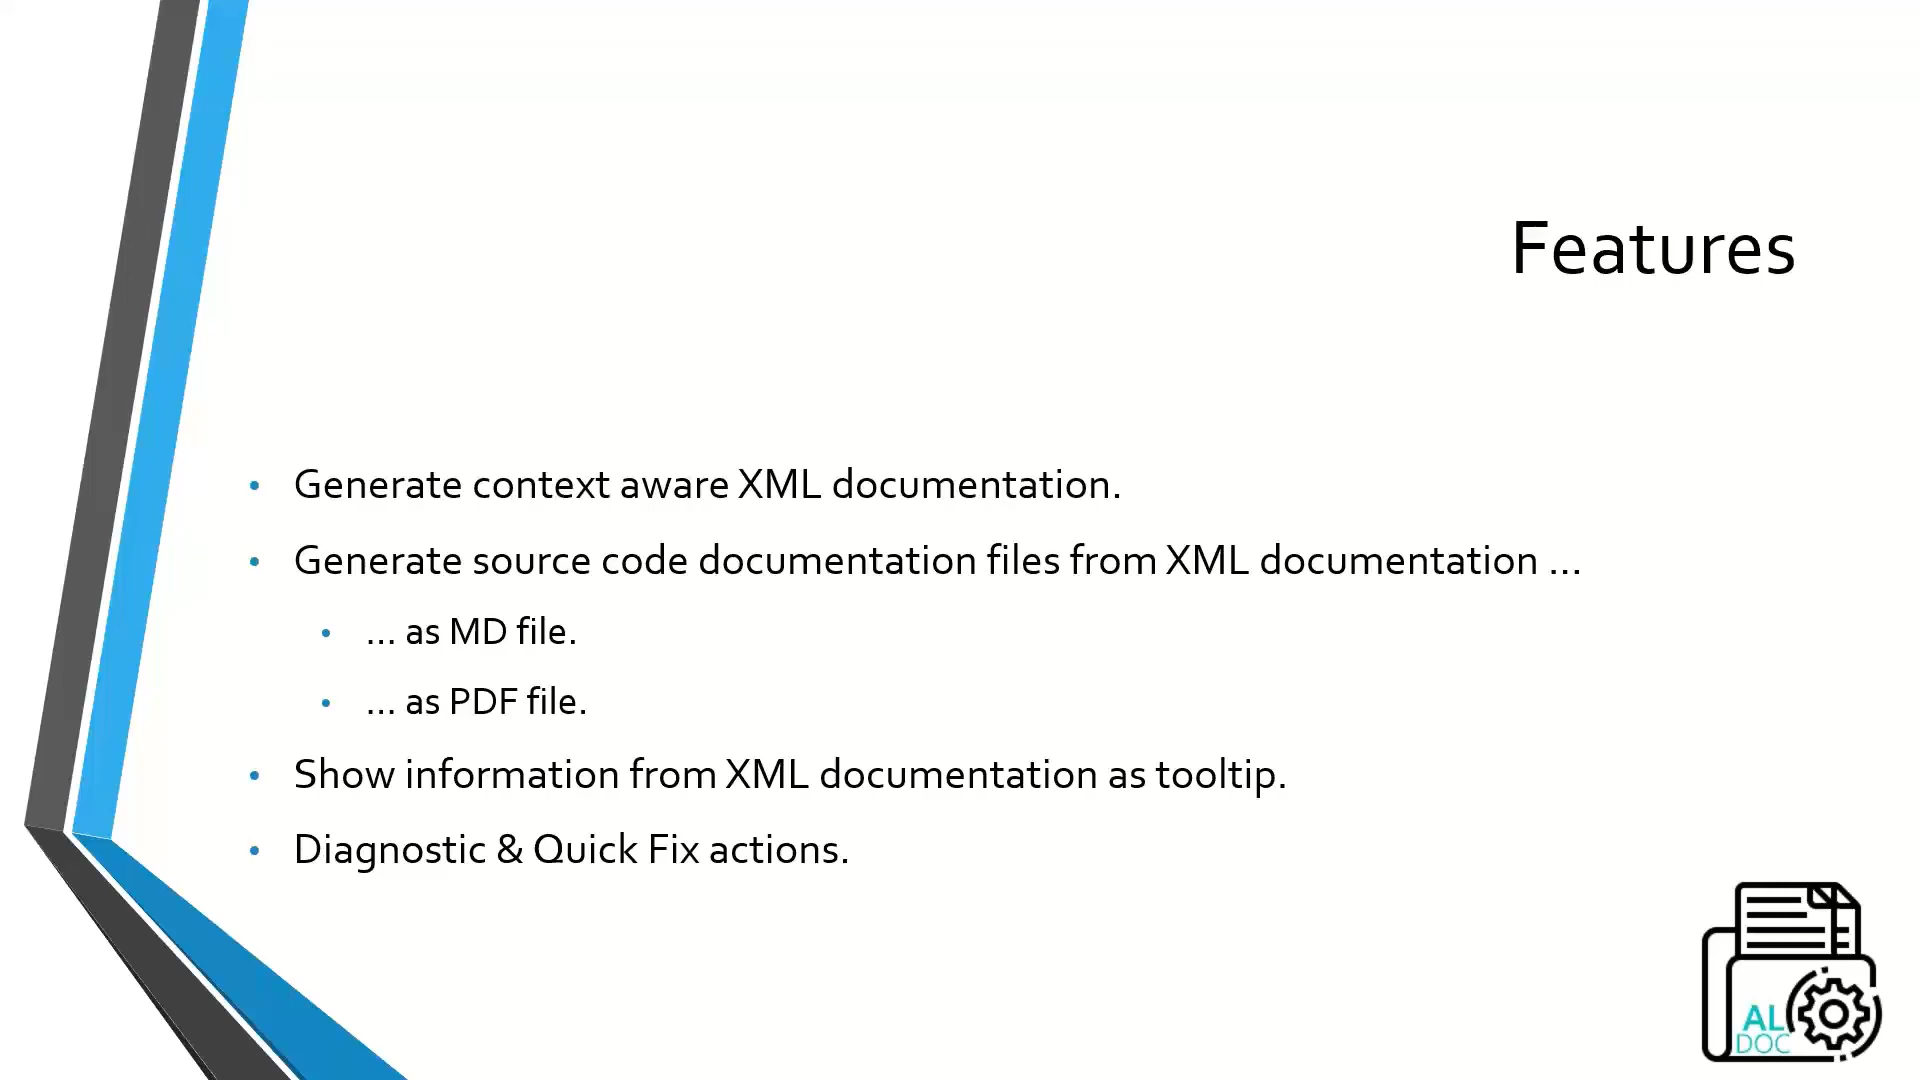 Features
• Generate context aware XML documentation.
• Generate source code documentation files from XML documentation ...
• ... as MD file.
• ... as PDF file.
• Show information from XML documentation as tooltip.
• Diagnostic & Quick Fix actions.
AL
DOC